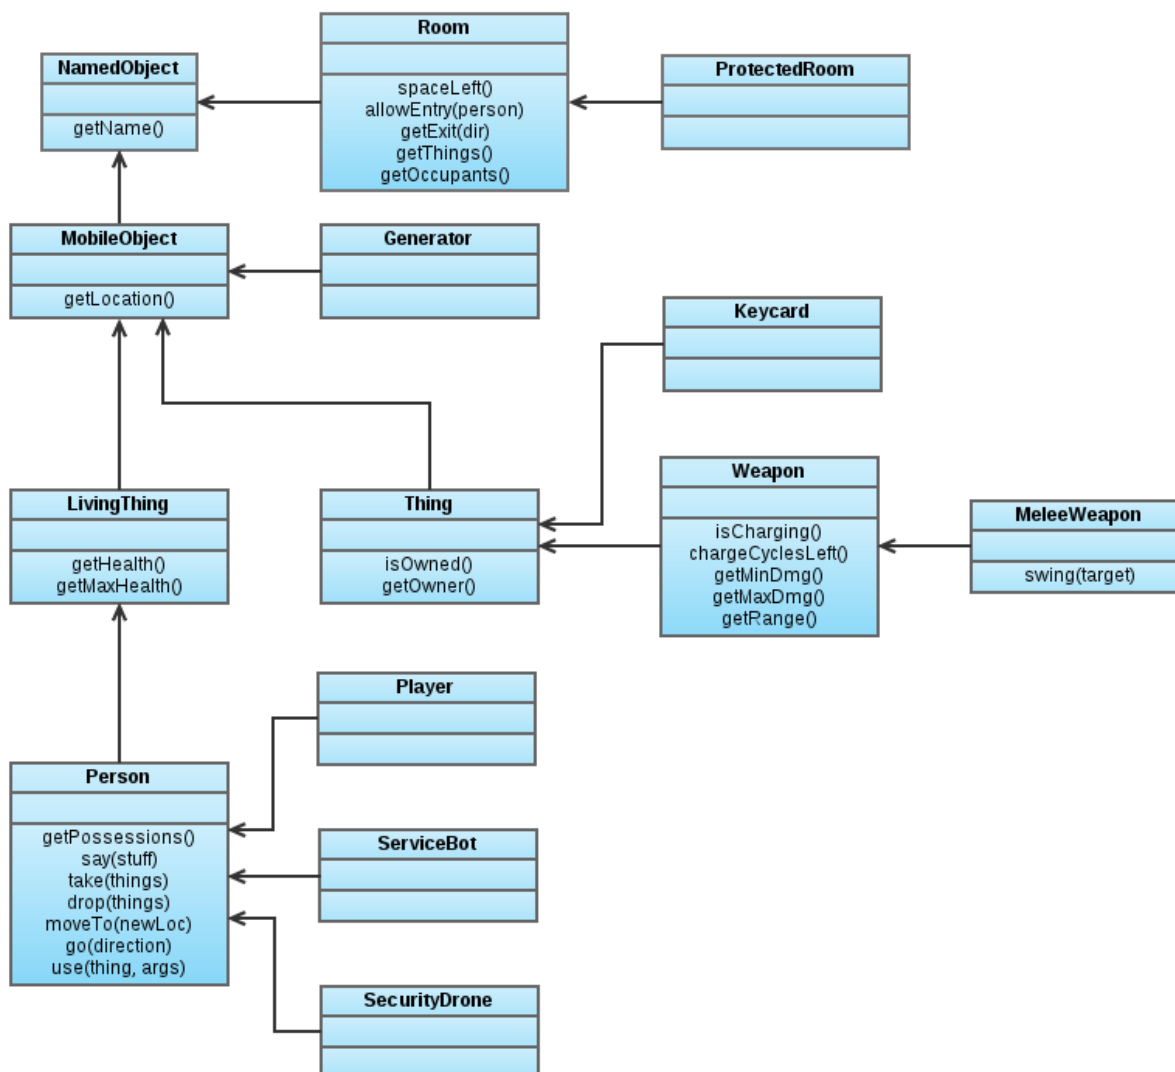 Room
spaceLeft()
allowEntry(person)
getExit(dir)
getThings()
getOccupants()
NamedObject
getName()
ProtectedRoom
MobileObject
getLocation()
Generator
Keycard
LivingThing
getHealth()
getMaxHealth()
Thing
isOwned()
getOwner()
Weapon
isCharging()
chargeCyclesLeft()
getMinDmg()
getMaxDmg()
getRange()
MeleeWeapon
swing(target)
Player
Person
getPossessions()
say(stuff)
take(things)
drop(things)
moveTo(newLoc)
go(direction)
use(thing, args)
ServiceBot
SecurityDrone